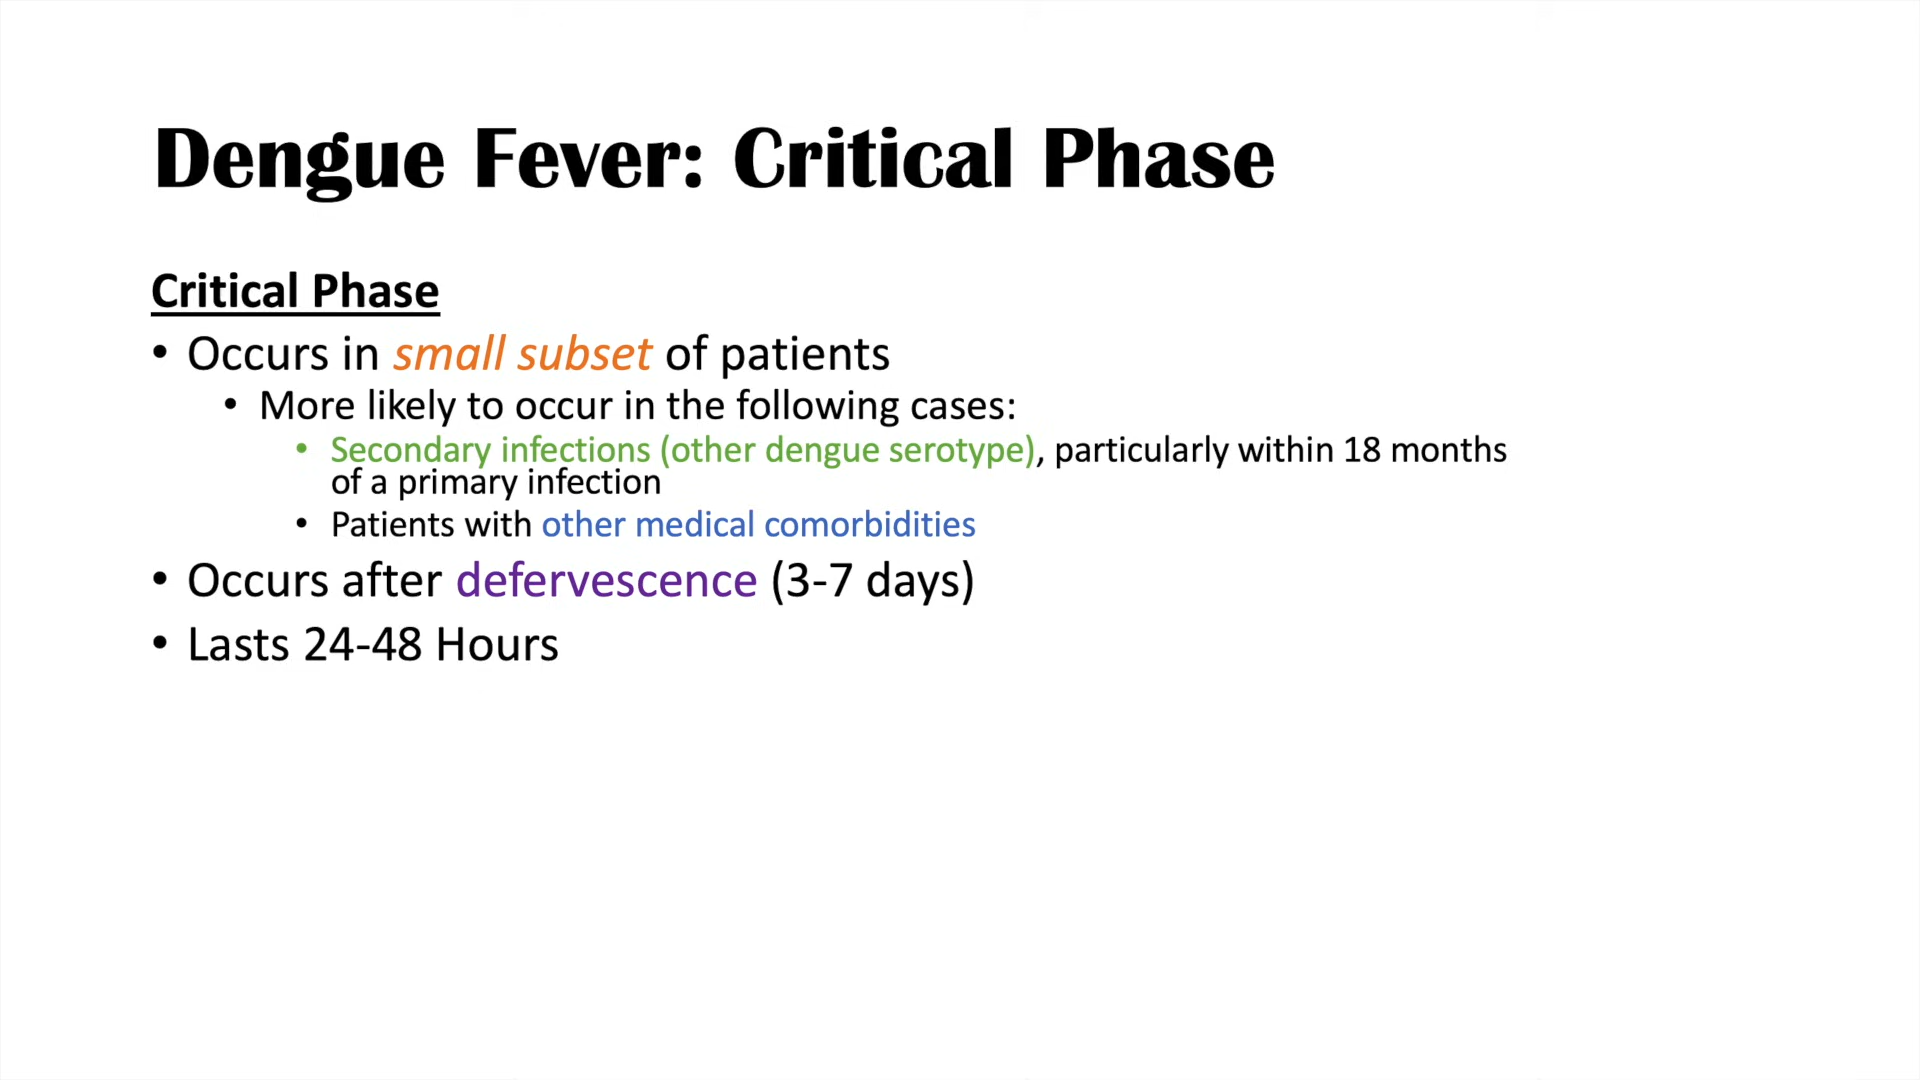 Dengue Fever: Critical Phase
Critical Phase
• Occurs in small subset of patients
• More likely to occur in the following cases:
• Secondary infections (other dengue serotype), particularly within 18 months
of a primary infection
• Patients with other medical comorbidities
• Occurs after defervescence (3-7 days)
• Lasts 24-48 Hours